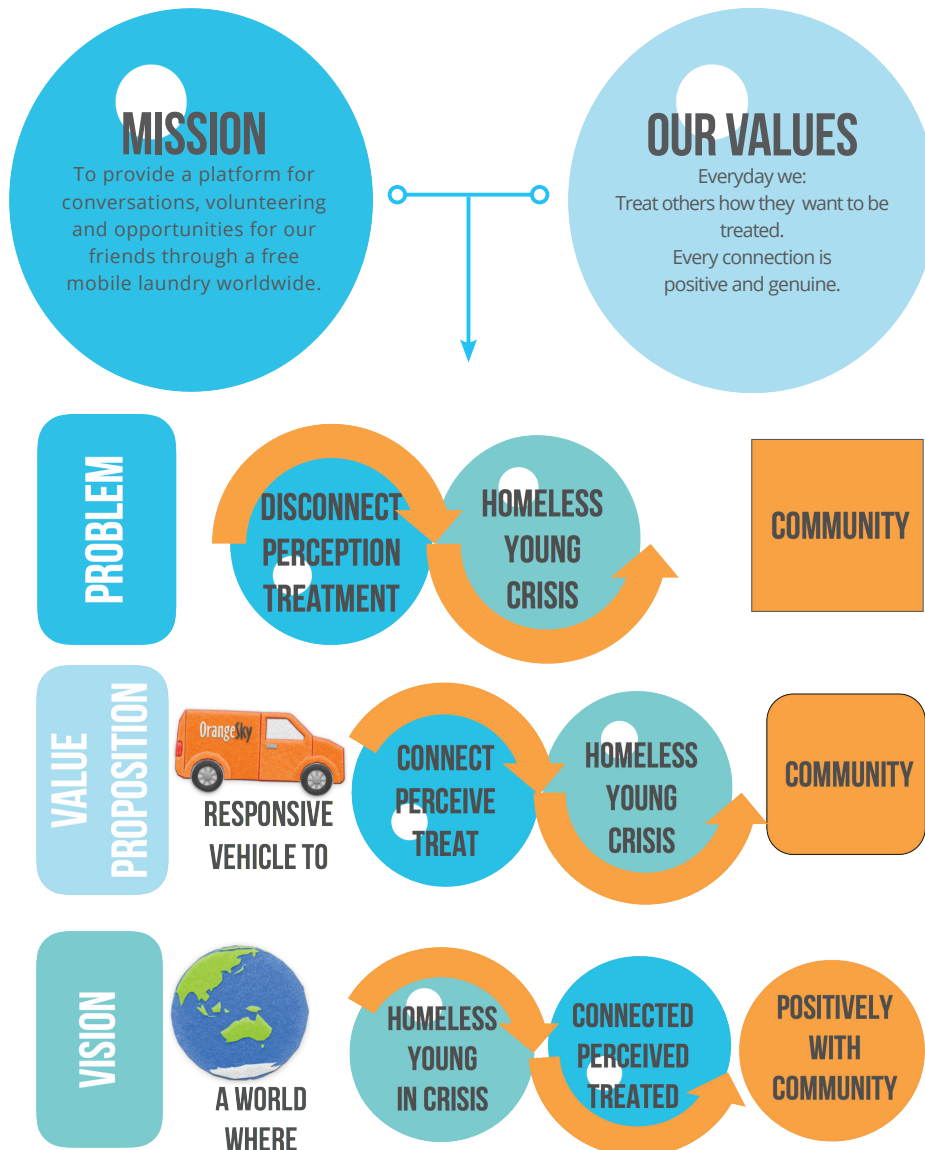 MISSION
To provide a platform for
conversations, volunteering
and opportunities for our
friends through a free
mobile laundry worldwide.
OUR VALUES
Everyday we:
Treat others how they want to be
treated.
Every connection is
positive and genuine.
PROBLEM
DISCONNECT
PERCEPTION
TREATMENT
HOMELESS
YOUNG
CRISIS
COMMUNITY
VALUE
PROPOSITION
OrangeSky
RESPONSIVE
VEHICLE TO
CONNECT
PERCEIVE
TREAT
HOMELESS
YOUNG
CRISIS
COMMUNITY
VISION
A WORLD
WHERE
HOMELESS
YOUNG
IN CRISIS
CONNECTED
PERCEIVED
TREATED
POSITIVELY
WITH
COMMUNITY